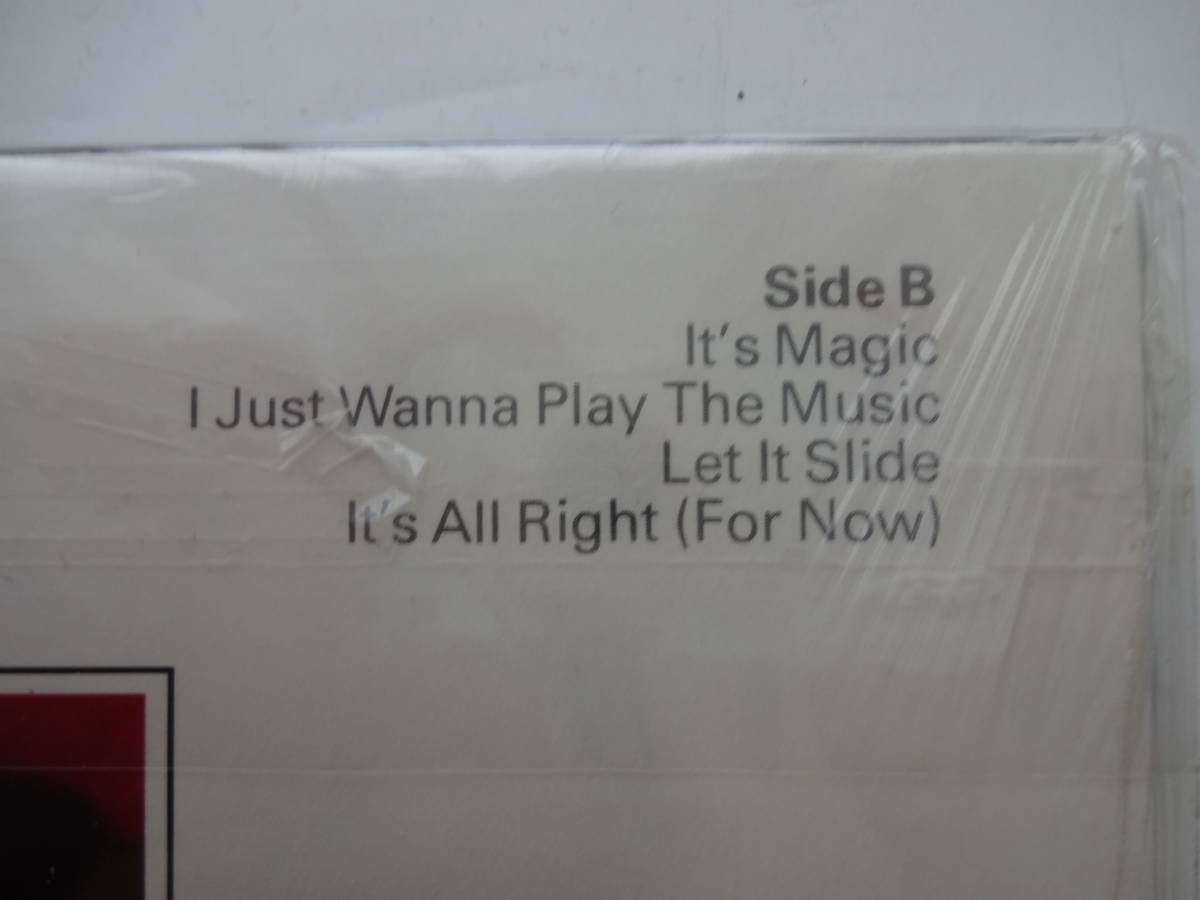 Side B
It's Magic
I Just Wanna Play The Music
Let It Slide
It's All Right (For Now)